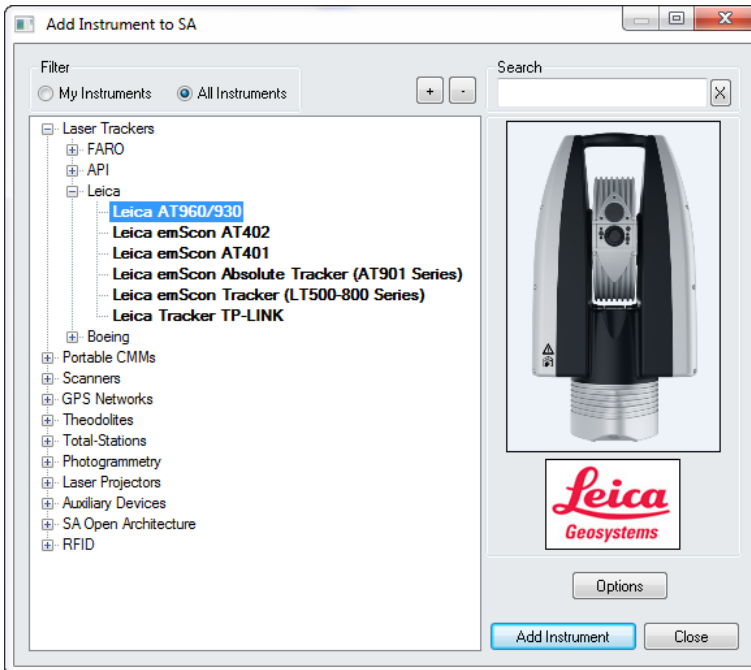 Add Instrument to SA
Filter
My Instruments
All Instruments
+
-
Search
X
Laser Trackers
FARO
API
Leica
Leica AT960/930
Leica emScon AT402
Leica emScon AT401
Leica emScon Absolute Tracker (AT901 Series)
Leica emScon Tracker (LT500-800 Series)
Leica Tracker TP-LINK
Boeing
Portable CMMs
Scanners
GPS Networks
Theodolites
Total-Stations
Photogrammetry
Laser Projectors
Auxiliary Devices
SA Open Architecture
RFID
Leica
Geosystems
Options
Add Instrument
Close